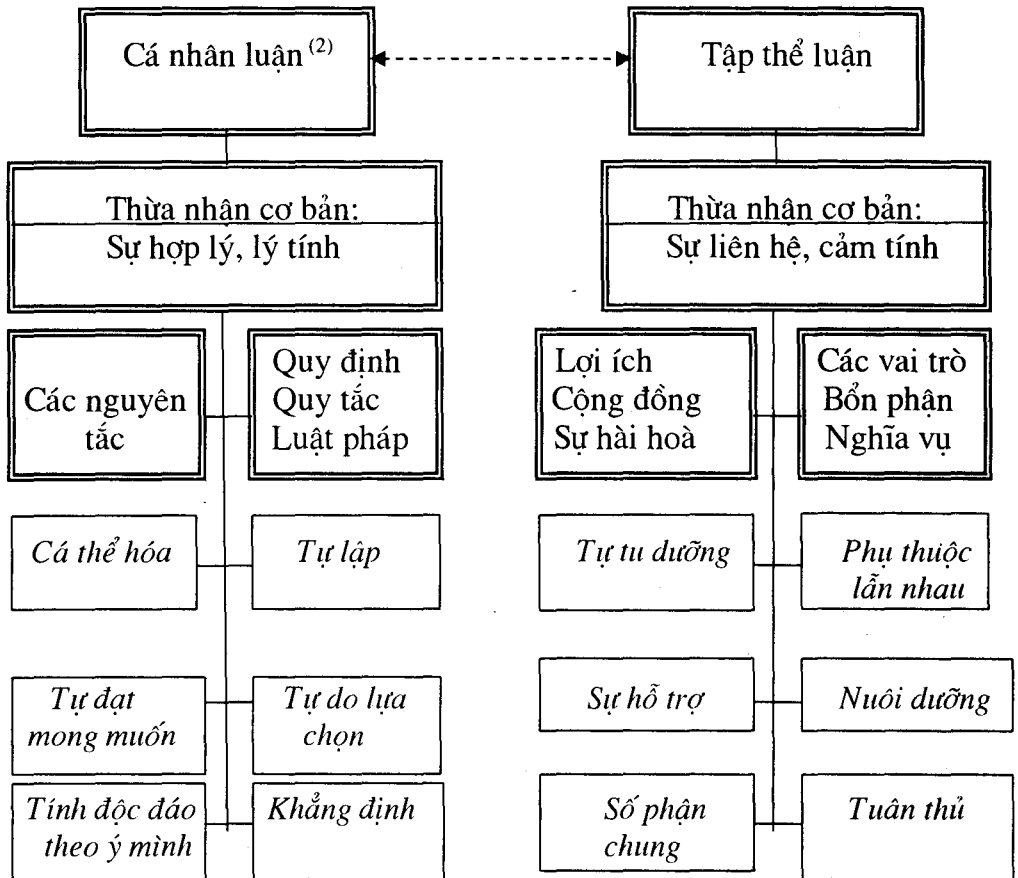 Cá nhân luận (2)
Tập thể luận
Thừa nhận cơ bản:
Sự hợp lý, lý tính
Thừa nhận cơ bản:
Sự liên hệ, cảm tính
Các nguyên
tắc
Quy định
Quy tắc
Luật pháp
Lợi ích
Cộng đồng
Sự hài hoà
Các vai trò
Bổn phận
Nghĩa vụ
Cá thể hóa
Tự lập
Tự tu dưỡng
Phụ thuộc
lẫn nhau
Tự đạt
mong muốn
Tự do lựa
chọn
Sự hỗ trợ
Nuôi dưỡng
Tính độc đáo
theo ý mình
Khẳng định
Số phận
chung
Tuân thủ